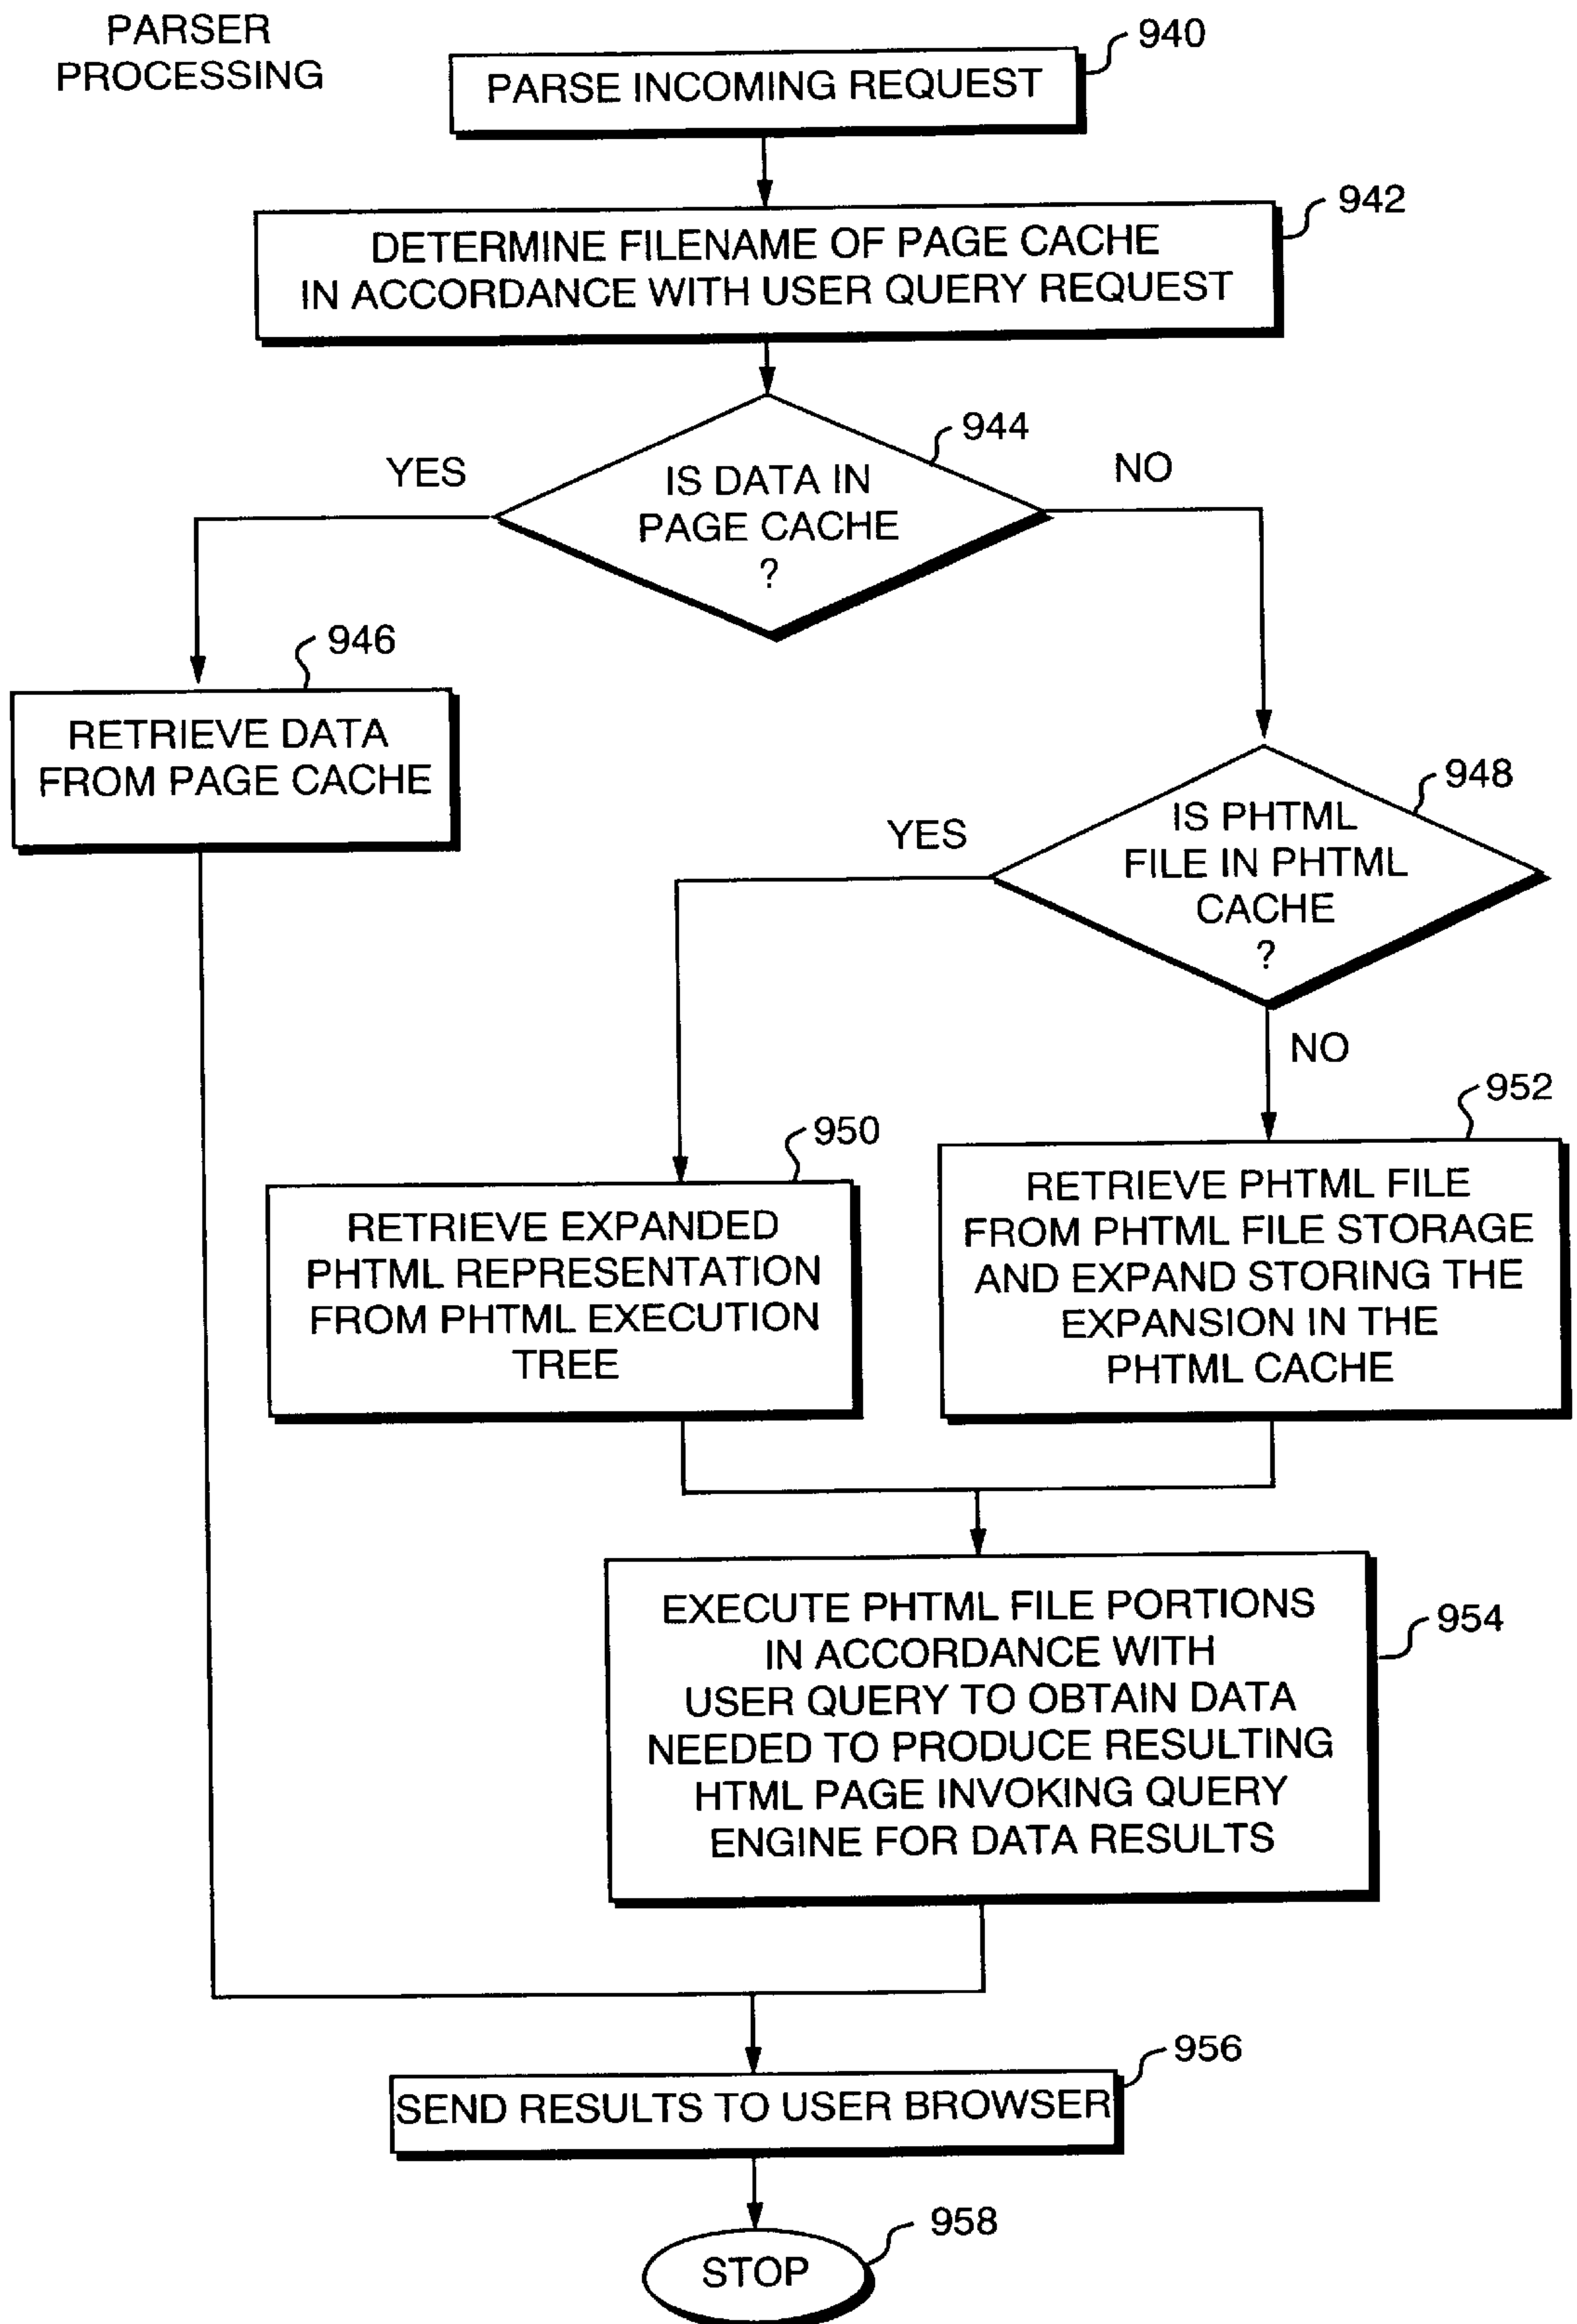 PARSER
PROCESSING
940
PARSE INCOMING REQUEST
942
DETERMINE FILENAME OF PAGE CACHE
IN ACCORDANCE WITH USER QUERY REQUEST
944
YES
NO
IS DATA IN
PAGE CACHE
?
946
RETRIEVE DATA
FROM PAGE CACHE
948
YES
IS PHTML
FILE IN PHTML
CACHE
?
NO
950
RETRIEVE EXPANDED
PHTML REPRESENTATION
FROM PHTML EXECUTION
TREE
952
RETRIEVE PHTML FILE
FROM PHTML FILE STORAGE
AND EXPAND STORING THE
EXPANSION IN THE
PHTML CACHE
954
EXECUTE PHTML FILE PORTIONS
IN ACCORDANCE WITH
USER QUERY TO OBTAIN DATA
NEEDED TO PRODUCE RESULTING
HTML PAGE INVOKING QUERY
ENGINE FOR DATA RESULTS
956
SEND RESULTS TO USER BROWSER
958
STOP